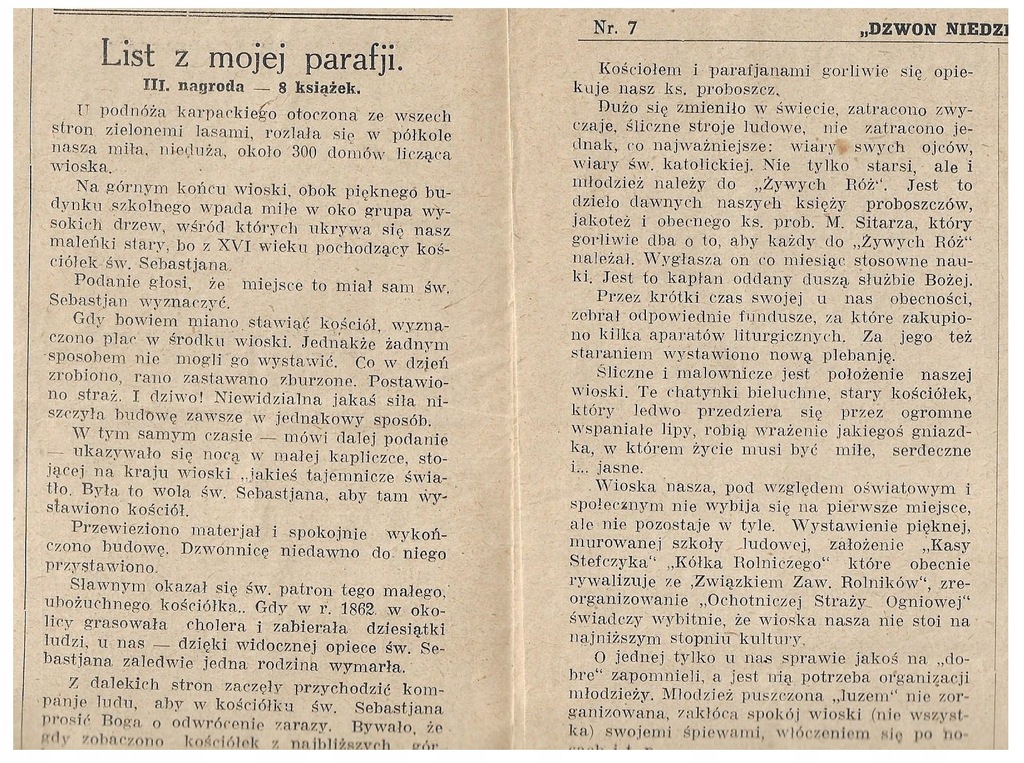 List z mojej parafji.
III. nagroda — 8 książek.
U podnóża karpackiego otoczona ze wszech
stron zielonemi lasami, rozlała się w półkole
nasza miła, nieduża, około 300 domów licząca
wioska.
Na górnym końcu wioski, obok pięknego bu-
dynku szkolnego wpada mile w oko grupa wy-
sokich drzew, wśród których ukrywa się nasz
maleńki stary, bo z XVI wieku pochodzący koś-
ciółek św. Sebastjana.
Podanie głosi, że miejsce to miał sam św.
Sebastjan wyznaczyć.
Gdy bowiem miano stawiać kościół, wyzna-
czono plac w środku wioski. Jednakże żadnym
sposobem nie mogli go wystawić. Co w dzień
zrobiono, rano zastawano zburzone. Postawio-
no straż. I dziwo! Niewidzialna jakaś siła ni-
szczyła budowę zawsze w jednakowy sposób.
W tym samym czasie — mówi dalej podanie
— ukazywało się nocą w małej kapliczce, sto-
jącej na kraju wioski „jakieś tajemnicze świa-
tło. Była to wola św. Sebastjana, aby tam wy-
stawiono kościół.
Przewieziono materjał i spokojnie wykoń-
czono budowę. Dzwonnicę niedawno do niego
przystawiono.
Sławnym okazał się św. patron tego małego,
ubożuchnego kościółka.. Gdy w r. 1862 w oko-
licy grasowała cholera i zabierała dziesiątki
ludzi, u nas — dzięki widocznej opiece św. Se-
bastjana zaledwie jedna rodzina wymarła.
Z dalekich stron zaczęły przychodzić kom-
panje ludu, aby w kościółku św. Sebastjana
prosić Boga o odwrócenie zarazy. Bywało, że
gdy zobaczono kościółek z najbliższych gór
Nr. 7 „DZWON NIEDZI
Kościołem i parafjanami gorliwie się opie-
kuje nasz ks. proboszcz.
Dużo się zmieniło w świecie, zatracono zwy-
czaje, śliczne stroje ludowe, nie zatracono je-
dnak, co najważniejsze: wiary swych ojców,
wiary św. katolickiej. Nie tylko starsi, ale i
młodzież należy do „Żywych Róż“. Jest to
dzieło dawnych naszych księży proboszczów,
jakoteż i obecnego ks. prob. M. Sitarza, który
gorliwie dba o to, aby każdy do „Żywych Róż“
należał. Wygłasza on co miesiąc stosowne nau-
ki. Jest to kapłan oddany duszą służbie Bożej.
Przez krótki czas swojej u nas obecności,
zebrał odpowiednie fundusze, za które zakupio-
no kilka aparatów liturgicznych. Za jego też
staraniem wystawiono nową plebanję.
Śliczne i malownicze jest położenie naszej
wioski. Te chatynki bieluchne, stary kościółek,
który ledwo przedziera się przez ogromne
wspaniałe lipy, robią wrażenie jakiegoś gniazd-
ka, w którem życie musi być miłe, serdeczne
i... jasne.
Wioska nasza, pod względem oświatowym i
społecznym nie wybija się na pierwsze miejsce,
ale nie pozostaje w tyle. Wystawienie pięknej,
murowanej szkoły ludowej, założenie „Kasy
Stefczyka“ „Kółka Rolniczego“ które obecnie
rywalizuje ze „Związkiem Zaw. Rolników“, zre-
organizowanie „Ochotniczej Straży Ogniowej“
świadczy wybitnie, że wioska nasza nie stoi na
najniższym stopniu kultury.
O jednej tylko u nas sprawie jakoś na „do-
bre“ zapomnieli, a jest nią potrzeba organizacji
młodzieży. Młodzież puszczona „luzem“ nie zor-
ganizowana, zakłóca spokój wioski (nie wszyst-
ka) swojemi śpiewami, włóczeniem się po no-
cach i t. p.